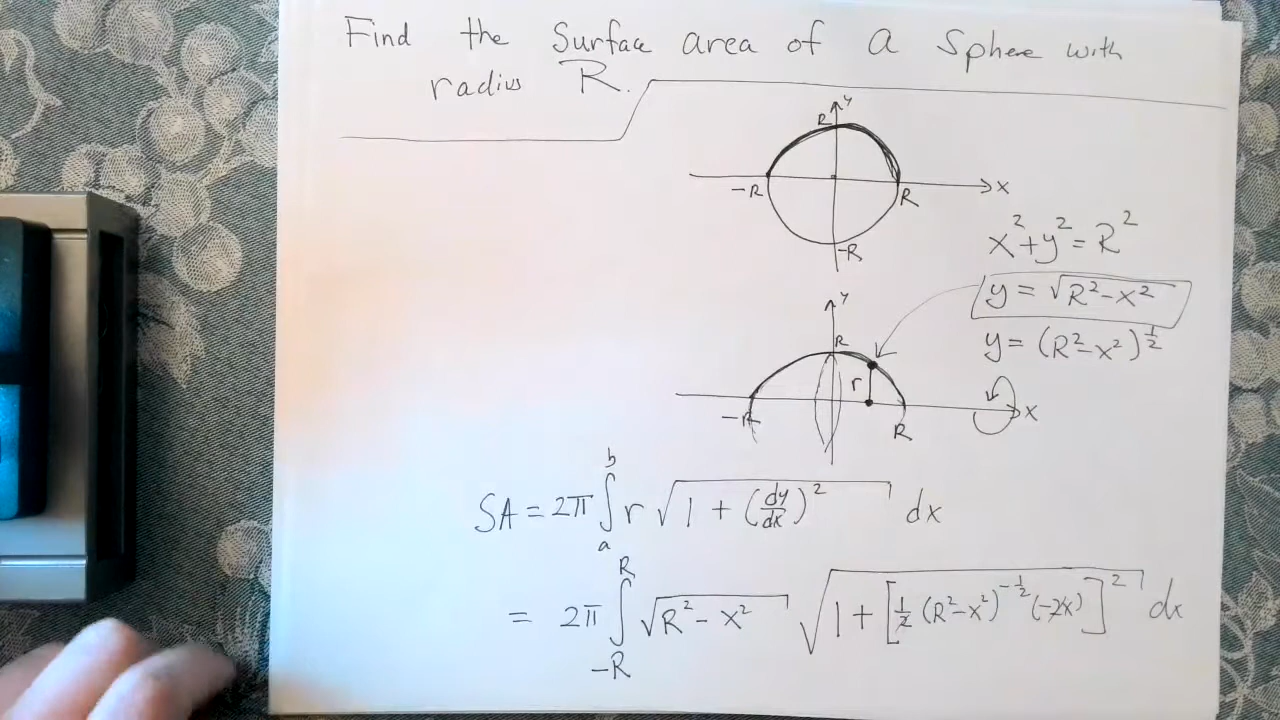 Find the Surface area of a Sphere with
radius R.
y
R
-R
R
x
-R
x² + y² = R²
y = √(R² - x²)
y = (R² - x²)^(1/2)
y
R
r
-R
R
x
SA = 2π ∫_a^b r √(1 + (dy/dx)²) dx
= 2π ∫_{-R}^{R} √(R² - x²) √(1 + [1/2 (R² - x²)^(-1/2) (-2x)]²) dx